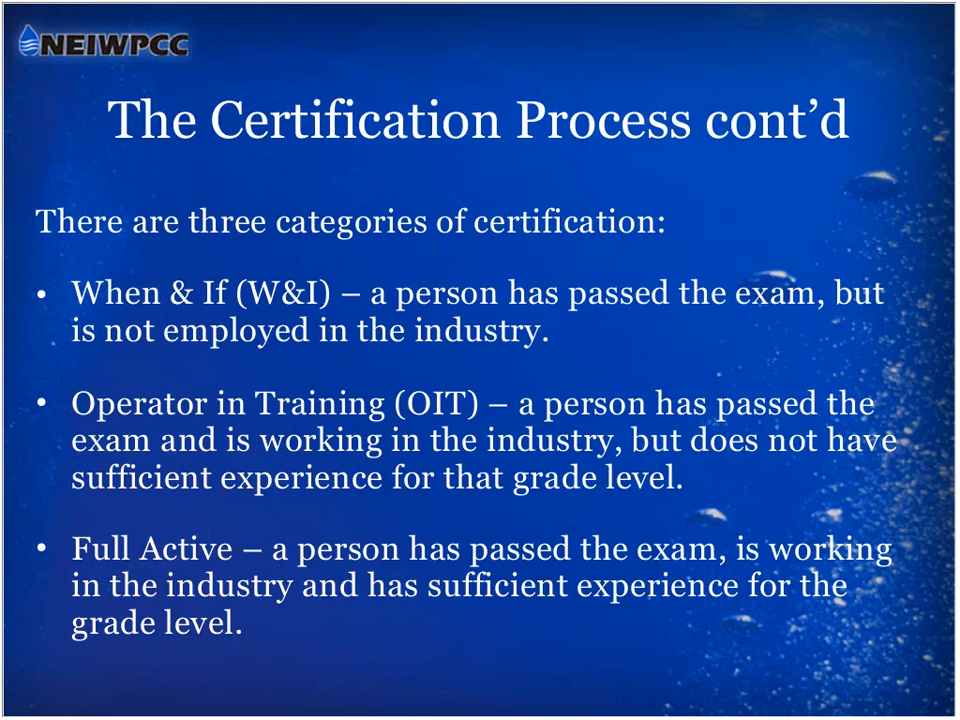 NEIWPCC
The Certification Process cont’d
There are three categories of certification:
• When & If (W&I) – a person has passed the exam, but
is not employed in the industry.
• Operator in Training (OIT) – a person has passed the
exam and is working in the industry, but does not have
sufficient experience for that grade level.
• Full Active – a person has passed the exam, is working
in the industry and has sufficient experience for the
grade level.